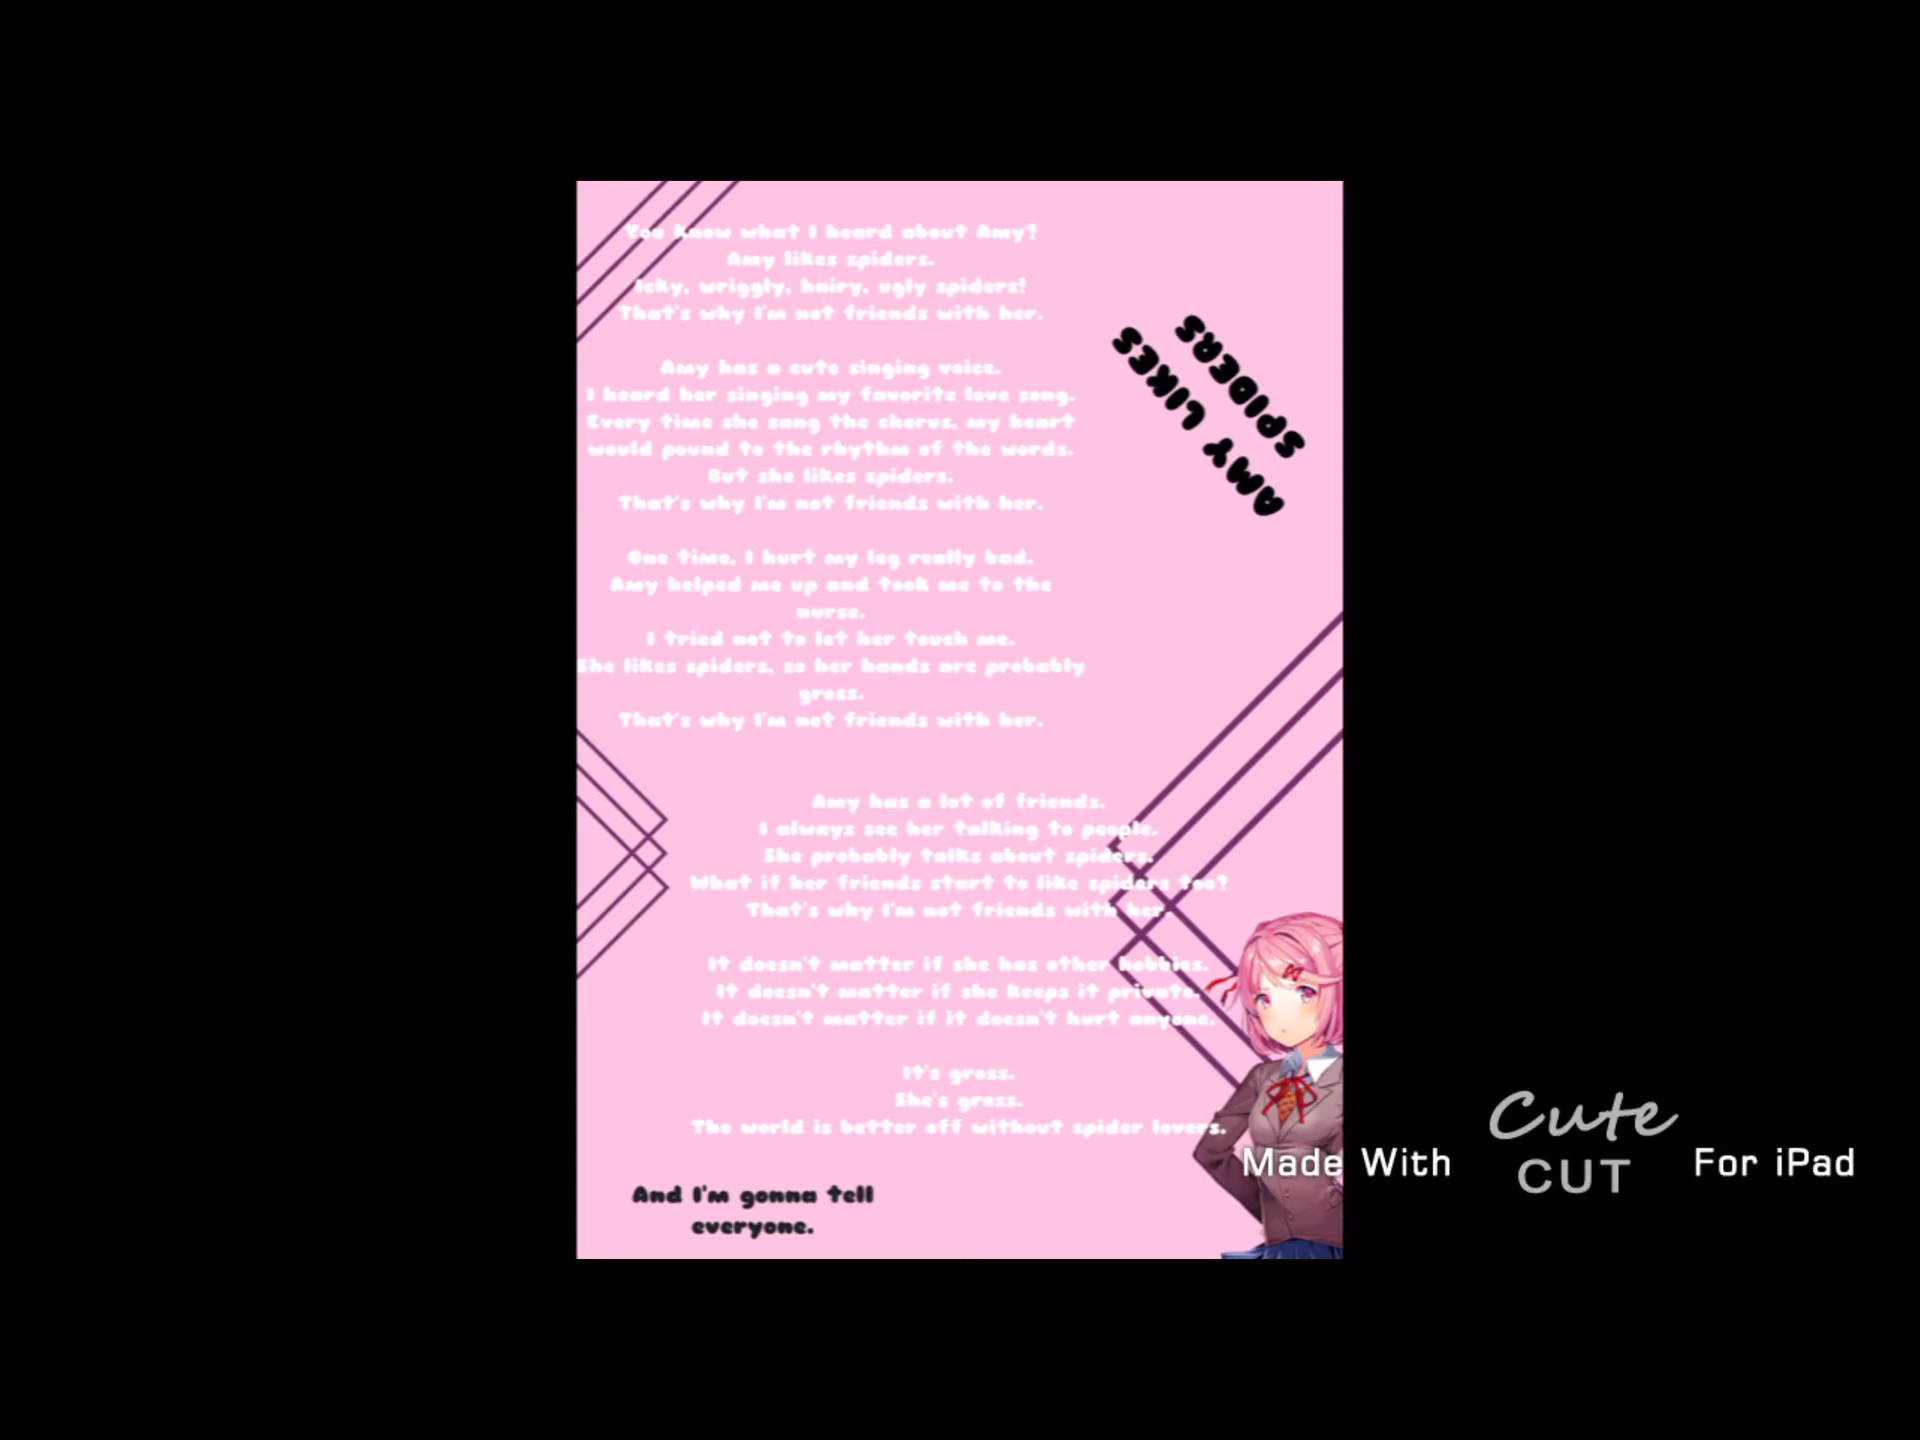 You know what I heard about Amy?
Amy likes spiders.
Icky, wriggly, hairy, ugly spiders!
That's why I'm not friends with her.
Amy has a cute singing voice.
I heard her singing my favorite love song.
Every time she sang the chorus, my heart
would pound to the rhythm of the words.
But she likes spiders.
That's why I'm not friends with her.
One time, I hurt my leg really bad.
Amy helped me up and took me to the
nurse.
I tried not to let her touch me.
She likes spiders, so her hands are probably
gross.
That's why I'm not friends with her.
AMY LIKES
SPIDERS
Amy has a lot of friends.
I always see her talking to people.
She probably talks about spiders.
What if her friends start to like spiders too?
That's why I'm not friends with her.
It doesn't matter if she has other hobbies.
It doesn't matter if she keeps it private.
It doesn't matter if it doesn't hurt anyone.
It's gross.
She's gross.
The world is better off without spider lovers.
And I'm gonna tell
everyone.
Made With Cute CUT For iPad